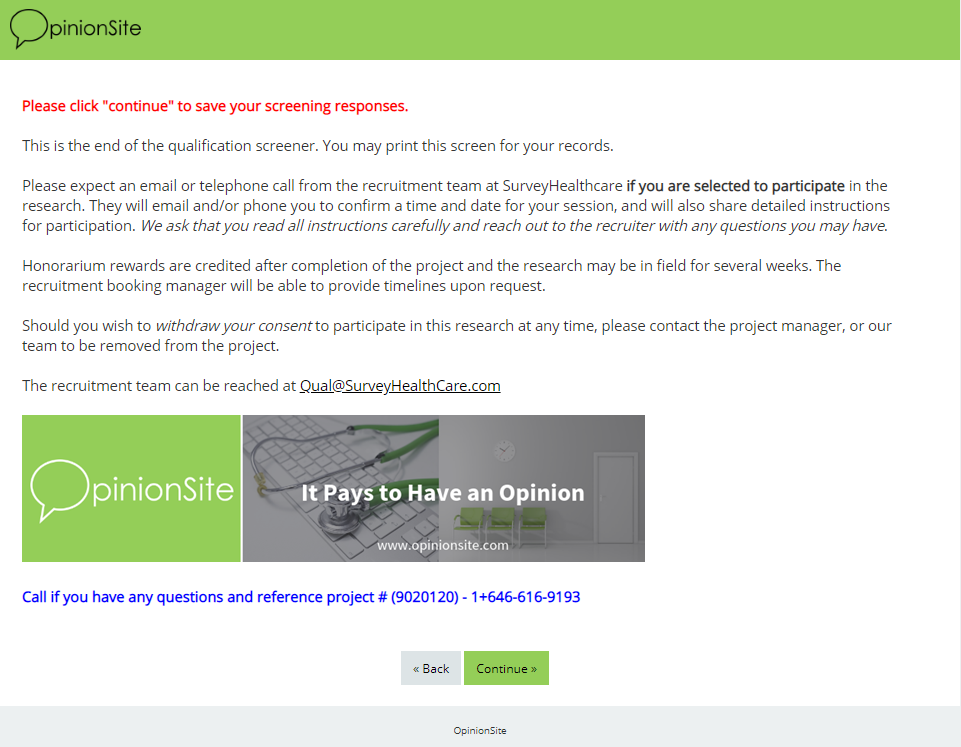 OpinionSite
Please click "continue" to save your screening responses.
This is the end of the qualification screener. You may print this screen for your records.
Please expect an email or telephone call from the recruitment team at SurveyHealthcare if you are selected to participate in the
research. They will email and/or phone you to confirm a time and date for your session, and will also share detailed instructions
for participation. We ask that you read all instructions carefully and reach out to the recruiter with any questions you may have.
Honorarium rewards are credited after completion of the project and the research may be in field for several weeks. The
recruitment booking manager will be able to provide timelines upon request.
Should you wish to withdraw your consent to participate in this research at any time, please contact the project manager, or our
team to be removed from the project.
The recruitment team can be reached at Qual@SurveyHealthCare.com
OpinionSite
It Pays to Have an Opinion
www.opinionsite.com
Call if you have any questions and reference project # (9020120) - 1+646-616-9193
« Back
Continue »
OpinionSite